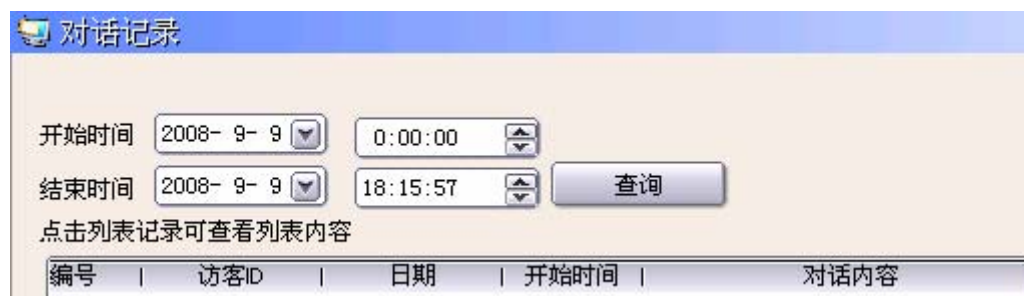 对话记录
开始时间 2008- 9- 9 0:00:00
结束时间 2008- 9- 9 18:15:57 查询
点击列表记录可查看列表内容
编号 访客ID 日期 开始时间 对话内容